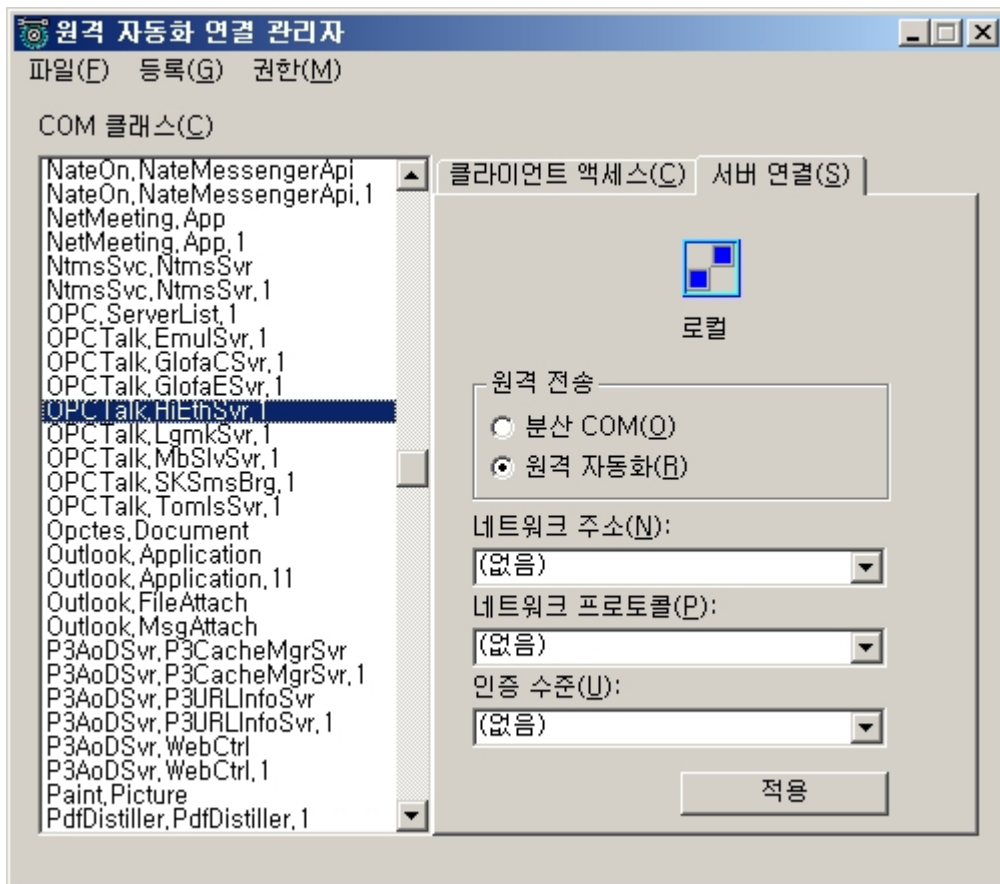 원격 자동화 연결 관리자
파일(F) 등록(G) 권한(M)
COM 클래스(C)
NateOn.NateMessengerApi
NateOn.NateMessengerApi.1
NetMeeting.App
NetMeeting.App.1
NtmsSvc.NtmsSvr
NtmsSvc.NtmsSvr.1
OPC.ServerList.1
OPCTalk.EmulSvr.1
OPCTalk.GlofaCSvr.1
OPCTalk.GlofaESvr.1
OPCTalk.HiEthSvr.1
OPCTalk.LgmkSvr.1
OPCTalk.MbSlvSvr.1
OPCTalk.SKSmsBrg.1
OPCTalk.TomlsSvr.1
Opctes.Document
Outlook.Application
Outlook.Application.11
Outlook.FileAttach
Outlook.MsgAttach
P3AoDSvr.P3CacheMgrSvr
P3AoDSvr.P3CacheMgrSvr.1
P3AoDSvr.P3URLInfoSvr
P3AoDSvr.P3URLInfoSvr.1
P3AoDSvr.WebCtrl
P3AoDSvr.WebCtrl.1
Paint.Picture
PdfDistiller.PdfDistiller.1
클라이언트 액세스(C) 서버 연결(S)
로컬
원격 전송
분산 COM(O)
원격 자동화(R)
네트워크 주소(N):
(없음)
네트워크 프로토콜(P):
(없음)
인증 수준(U):
(없음)
적용